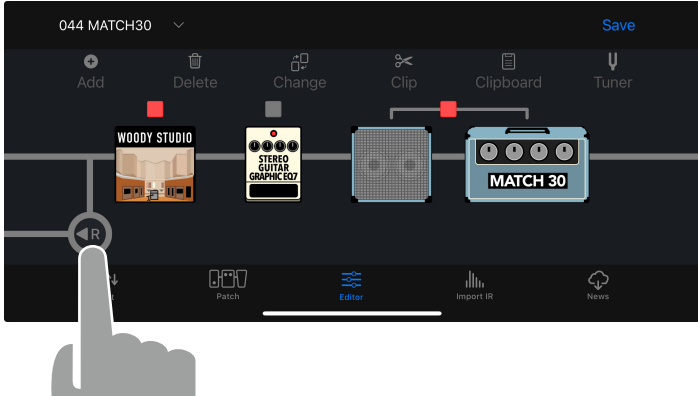 044 MATCH30
Save
Add
Delete
Change
Clip
Clipboard
Tuner
WOODY STUDIO
STEREO
GUITAR
GRAPHIC EQ7
MATCH 30
R
Patch
Editor
Import IR
News